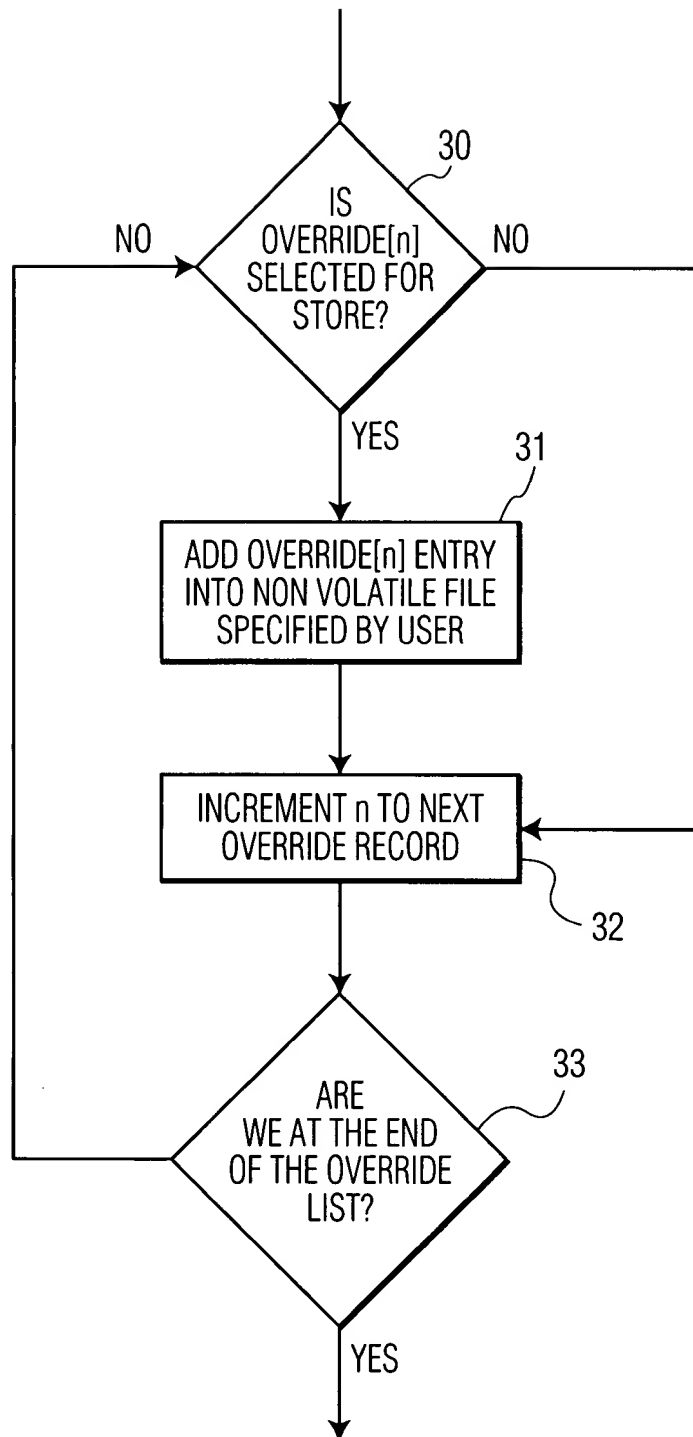 30
IS
OVERRIDE[n]
SELECTED FOR
STORE?
NO
NO
YES
31
ADD OVERRIDE[n] ENTRY
INTO NON VOLATILE FILE
SPECIFIED BY USER
INCREMENT n TO NEXT
OVERRIDE RECORD
32
33
ARE
WE AT THE END
OF THE OVERRIDE
LIST?
YES